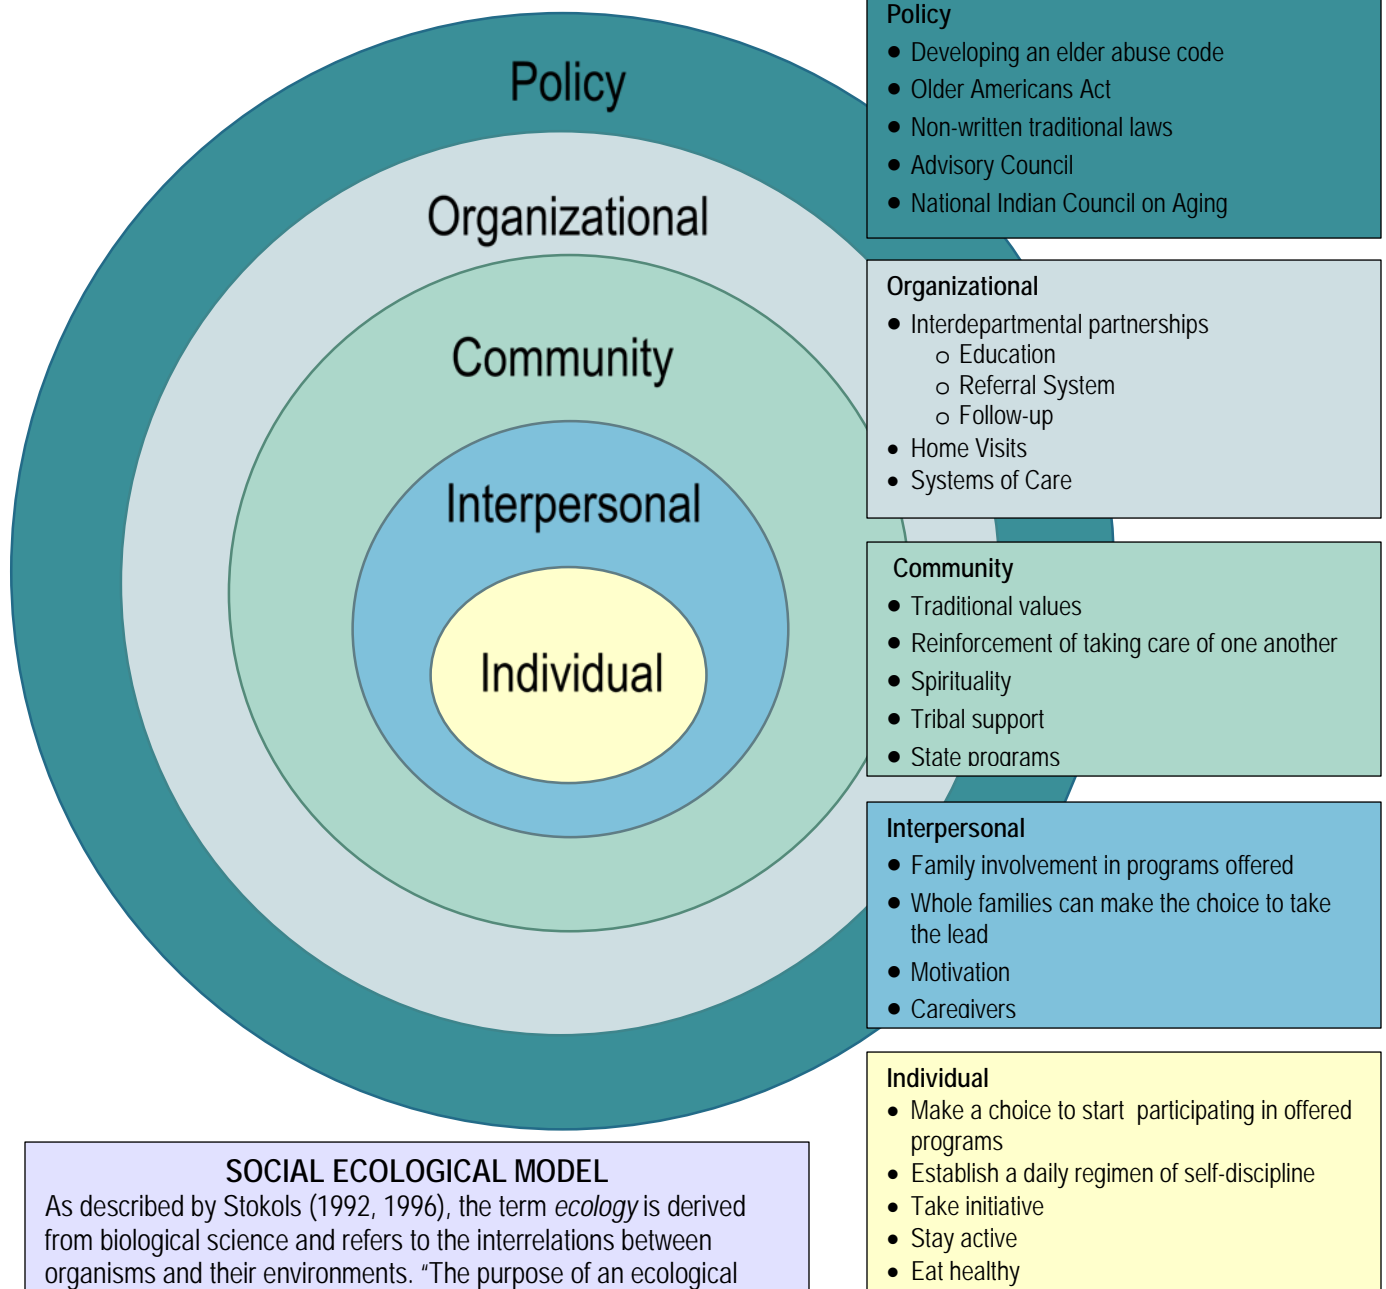 Policy
Organizational
Community
Interpersonal
Individual
Policy
• Developing an elder abuse code
• Older Americans Act
• Non-written traditional laws
• Advisory Council
• National Indian Council on Aging
Organizational
• Interdepartmental partnerships
o Education
o Referral System
o Follow-up
• Home Visits
• Systems of Care
Community
• Traditional values
• Reinforcement of taking care of one another
• Spirituality
• Tribal support
• State programs
Interpersonal
• Family involvement in programs offered
• Whole families can make the choice to take
the lead
• Motivation
• Caregivers
Individual
• Make a choice to start participating in offered
programs
• Establish a daily regimen of self-discipline
• Take initiative
• Stay active
• Eat healthy
SOCIAL ECOLOGICAL MODEL
As described by Stokols (1992, 1996), the term ecology is derived
from biological science and refers to the interrelations between
organisms and their environments. “The purpose of an ecological